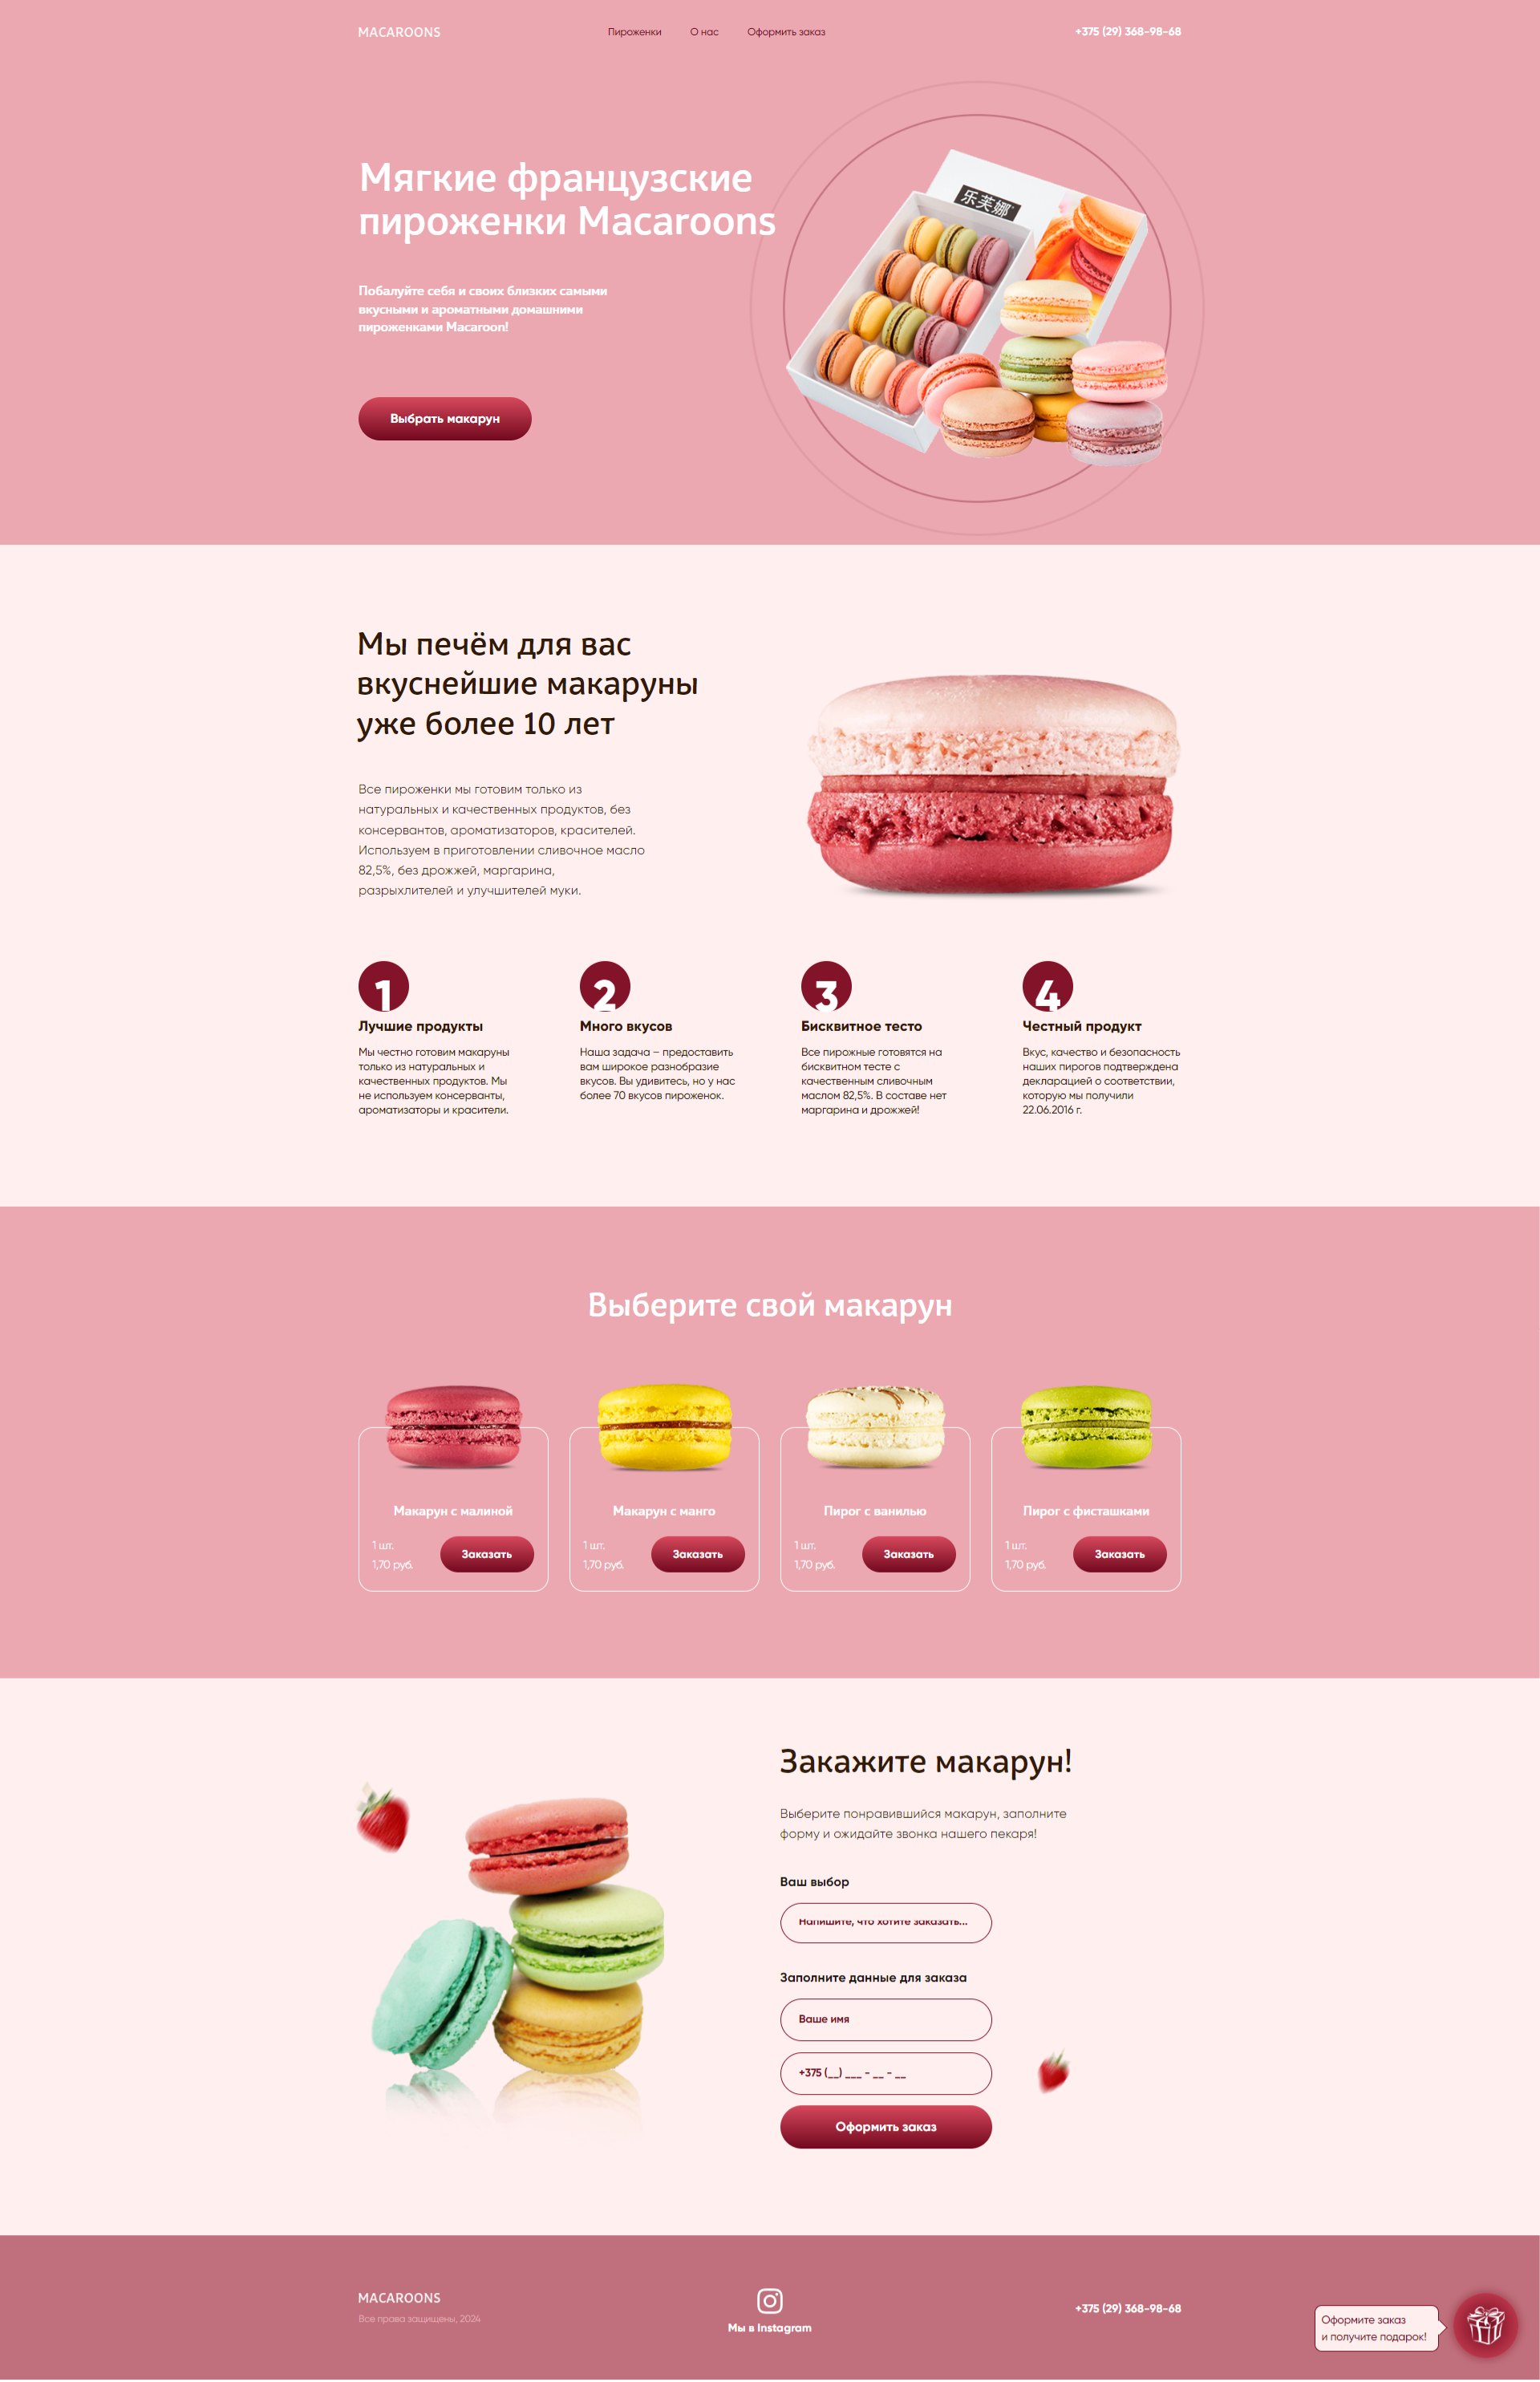 MACAROONS
Пироженки
О нас
Оформить заказ
+375 (29) 368-98-68
Мягкие французские
пироженки Macaroons
乐芙娜
Побалуйте себя и своих близких самыми
вкусными и ароматными домашними
пироженками Macaroon!
Выбрать макарун
Мы печём для вас
вкуснейшие макаруны
уже более 10 лет
Все пироженки мы готовим только из
натуральных и качественных продуктов, без
консервантов, ароматизаторов, красителей.
Используем в приготовлении сливочное масло
82,5%, без дрожжей, маргарина,
разрыхлителей и улучшителей муки.
1
Лучшие продукты
Мы честно готовим макаруны
только из натуральных и
качественных продуктов. Мы
не используем консерванты,
ароматизаторы и красители.
2
Много вкусов
Наша задача – предоставить
вам широкое разнобразие
вкусов. Вы удивитесь, но у нас
более 70 вкусов пироженок.
3
Бисквитное тесто
Все пирожные готовятся на
бисквитном тесте с
качественным сливочным
маслом 82,5%. В составе нет
маргарина и дрожжей!
4
Честный продукт
Вкус, качество и безопасность
наших пирогов подтверждена
декларацией о соответствии,
которую мы получили
22.06.2016 г.
Выберите свой макарун
Макарун с малиной
1 шт.
1,70 руб.
Заказать
Макарун с манго
1 шт.
1,70 руб.
Заказать
Пирог с ванилью
1 шт.
1,70 руб.
Заказать
Пирог с фисташками
1 шт.
1,70 руб.
Заказать
Закажите макарун!
Выберите понравившийся макарун, заполните
форму и ожидайте звонка нашего пекаря!
Ваш выбор
Напишите, что хотите заказать...
Заполните данные для заказа
Ваше имя
+375 (__) ___ - __ - __
Оформить заказ
MACAROONS
Все права защищены, 2024
Мы в Instagram
+375 (29) 368-98-68
Оформите заказ
и получите подарок!